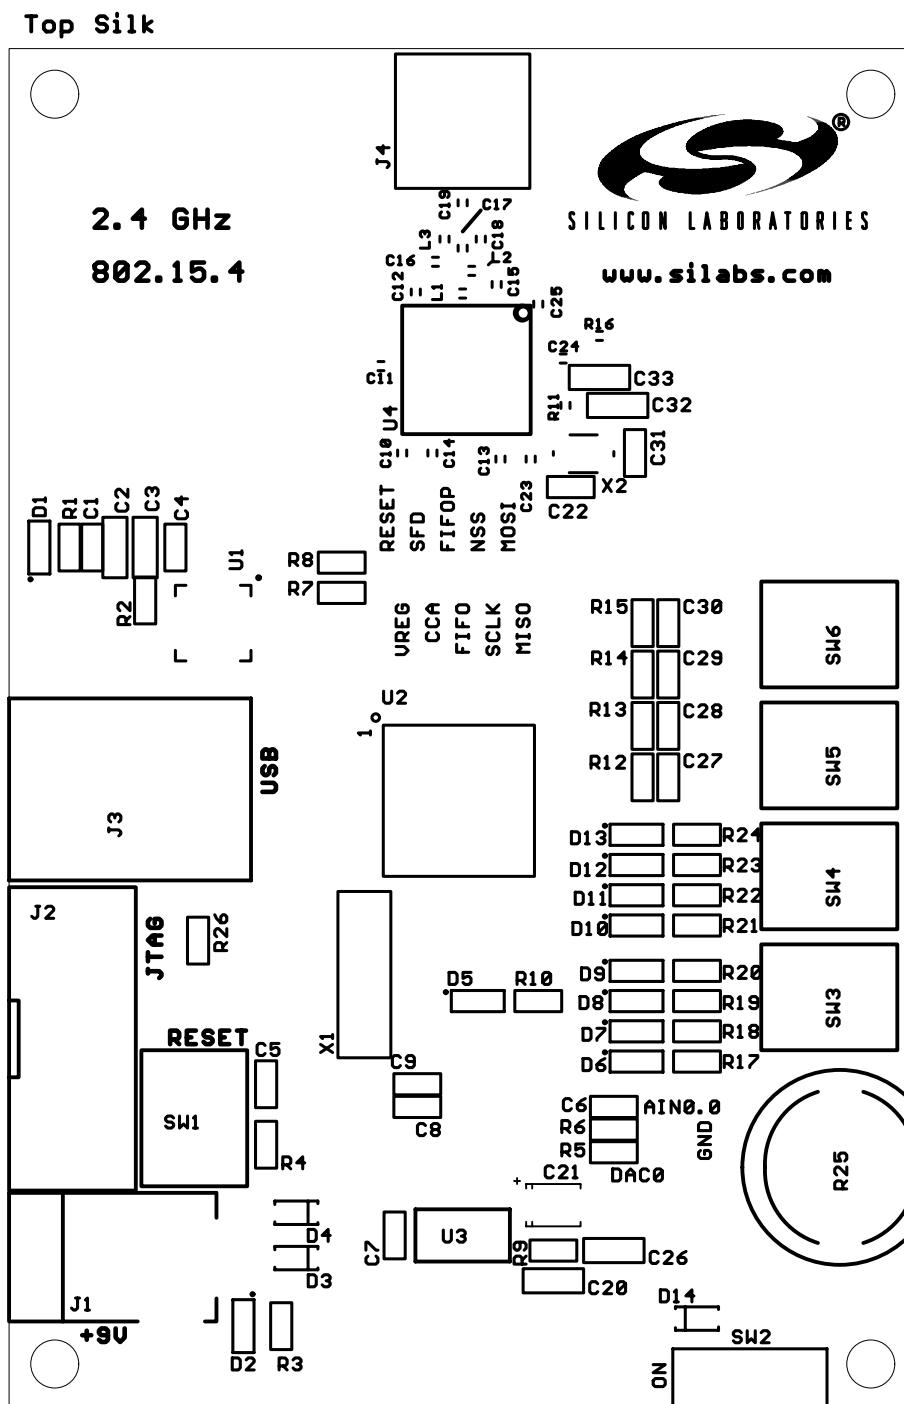 Top Silk
J4
®
SILICON LABORATORIES
www.silabs.com
2.4 GHz
802.15.4
C19
C17
L3
C18
C16
L2
C12
L1
C15
C25
R16
C24
C11
C33
R11
C32
U4
C31
C10
C14
C13
C23
X2
C22
D1
R1
C1
C2
C3
C4
U1
RESET
SFD
FIFOP
NSS
MOSI
R8
R7
R2
VREG
CCA
FIFO
SCLK
MISO
R15
C30
SW6
R14
C29
U2
1
R13
C28
SW5
R12
C27
USB
J3
D13
R24
D12
R23
SW4
D11
R22
D10
R21
J2
JTAG
R26
D9
R20
D5
R10
D8
R19
SW3
D7
R18
D6
R17
RESET
C5
X1
C9
C8
SW1
R4
C6
AIN0.0
R6
GND
R5
DAC0
R25
C21
+
D4
D3
C7
U3
R9
C26
C20
J1
+9V
D2
R3
D14
SW2
ON